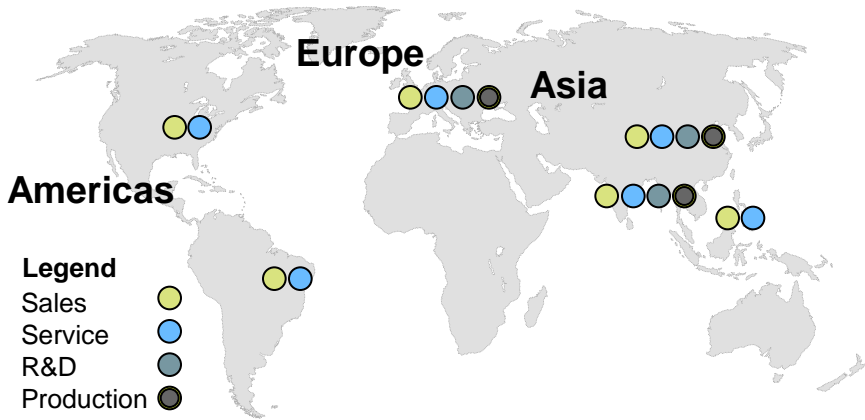 Europe
Asia
Americas
Legend
Sales
Service
R&D
Production